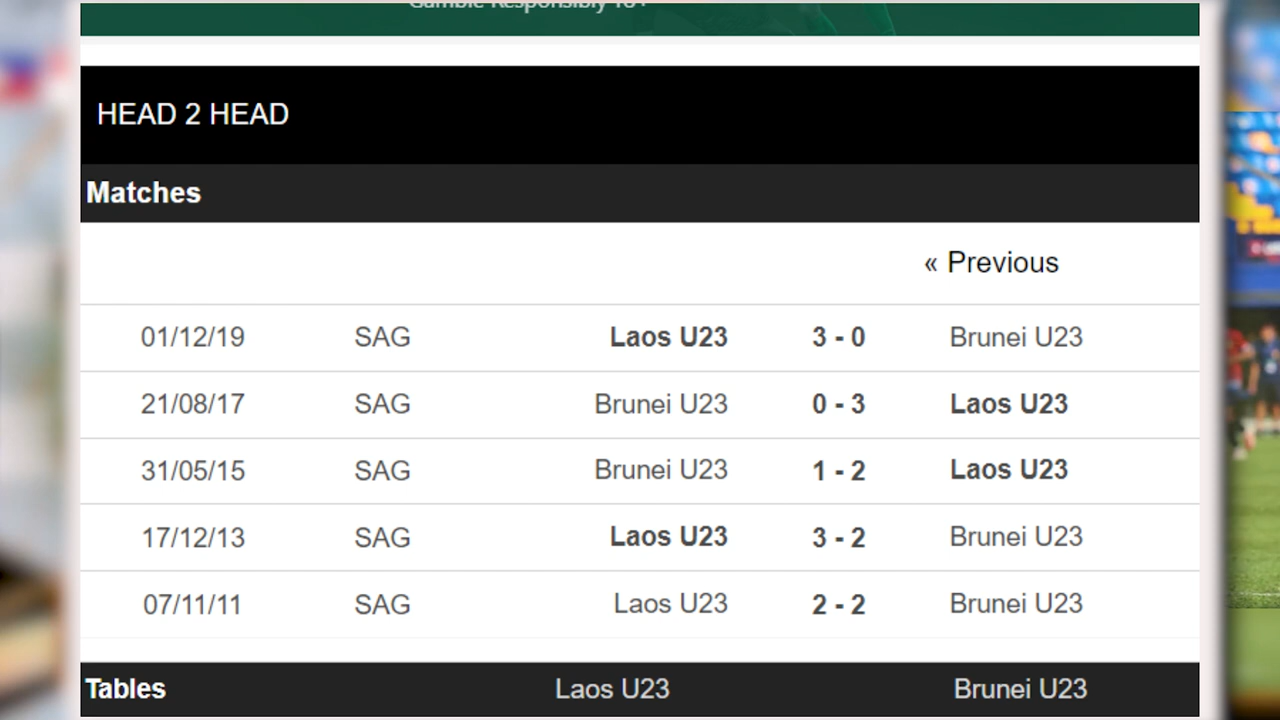 Gamble Responsibly 18+
HEAD 2 HEAD
Matches
« Previous
01/12/19 SAG Laos U23 3 - 0 Brunei U23
21/08/17 SAG Brunei U23 0 - 3 Laos U23
31/05/15 SAG Brunei U23 1 - 2 Laos U23
17/12/13 SAG Laos U23 3 - 2 Brunei U23
07/11/11 SAG Laos U23 2 - 2 Brunei U23
Tables Laos U23 Brunei U23